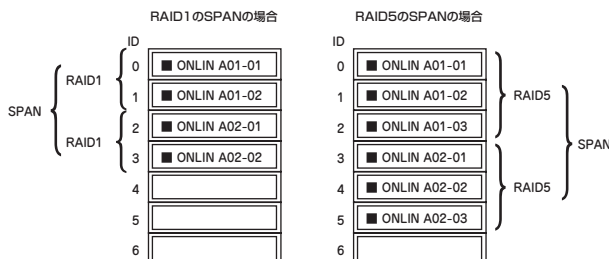 RAID1のSPANの場合
RAID5のSPANの場合
ID
0 ■ ONLIN A01-01
1 ■ ONLIN A01-02
2 ■ ONLIN A02-01
3 ■ ONLIN A02-02
4
5
6
RAID1
RAID1
SPAN
ID
0 ■ ONLIN A01-01
1 ■ ONLIN A01-02
2 ■ ONLIN A01-03
3 ■ ONLIN A02-01
4 ■ ONLIN A02-02
5 ■ ONLIN A02-03
6
RAID5
RAID5
SPAN